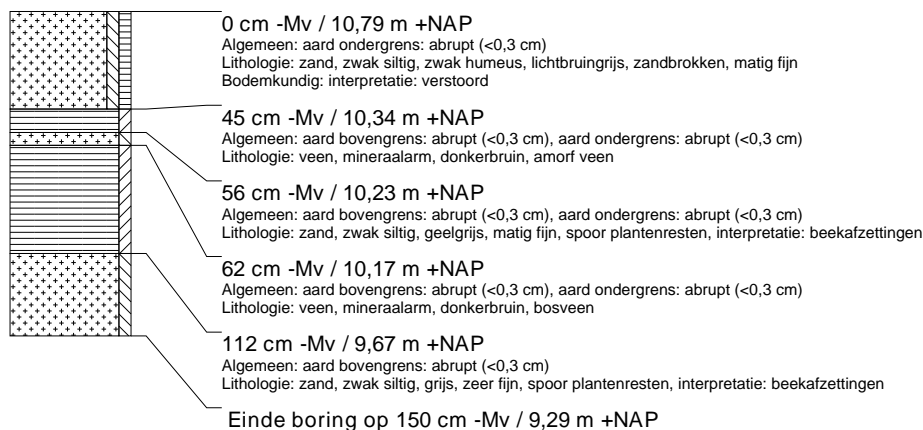 0 cm -Mv / 10,79 m +NAP
Algemeen: aard ondergrens: abrupt (<0,3 cm)
Lithologie: zand, zwak siltig, zwak humeus, lichtbruingrijs, zandbrokken, matig fijn
Bodemkundig: interpretatie: verstoord
45 cm -Mv / 10,34 m +NAP
Algemeen: aard bovengrens: abrupt (<0,3 cm), aard ondergrens: abrupt (<0,3 cm)
Lithologie: veen, mineraalarm, donkerbruin, amorf veen
56 cm -Mv / 10,23 m +NAP
Algemeen: aard bovengrens: abrupt (<0,3 cm), aard ondergrens: abrupt (<0,3 cm)
Lithologie: zand, zwak siltig, geelgrijs, matig fijn, spoor plantenresten, interpretatie: beekafzettingen
62 cm -Mv / 10,17 m +NAP
Algemeen: aard bovengrens: abrupt (<0,3 cm), aard ondergrens: abrupt (<0,3 cm)
Lithologie: veen, mineraalarm, donkerbruin, bosveen
112 cm -Mv / 9,67 m +NAP
Algemeen: aard bovengrens: abrupt (<0,3 cm)
Lithologie: zand, zwak siltig, grijs, zeer fijn, spoor plantenresten, interpretatie: beekafzettingen
Einde boring op 150 cm -Mv / 9,29 m +NAP